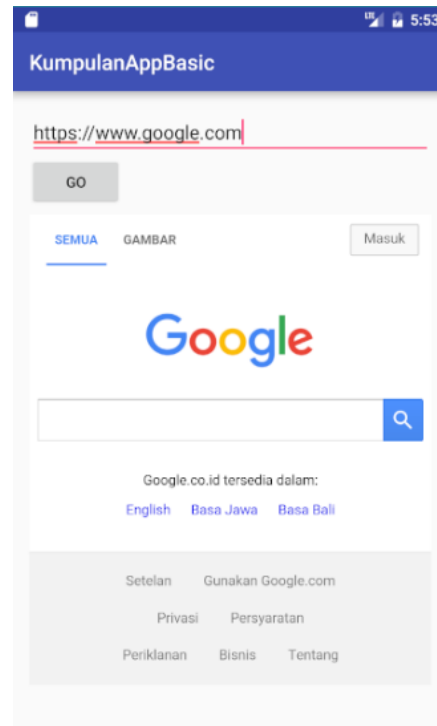 LTE 5:53
KumpulanAppBasic
https://www.google.com
GO
SEMUA GAMBAR Masuk
Google
Google.co.id tersedia dalam:
English Basa Jawa Basa Bali
Setelan Gunakan Google.com
Privasi Persyaratan
Periklanan Bisnis Tentang